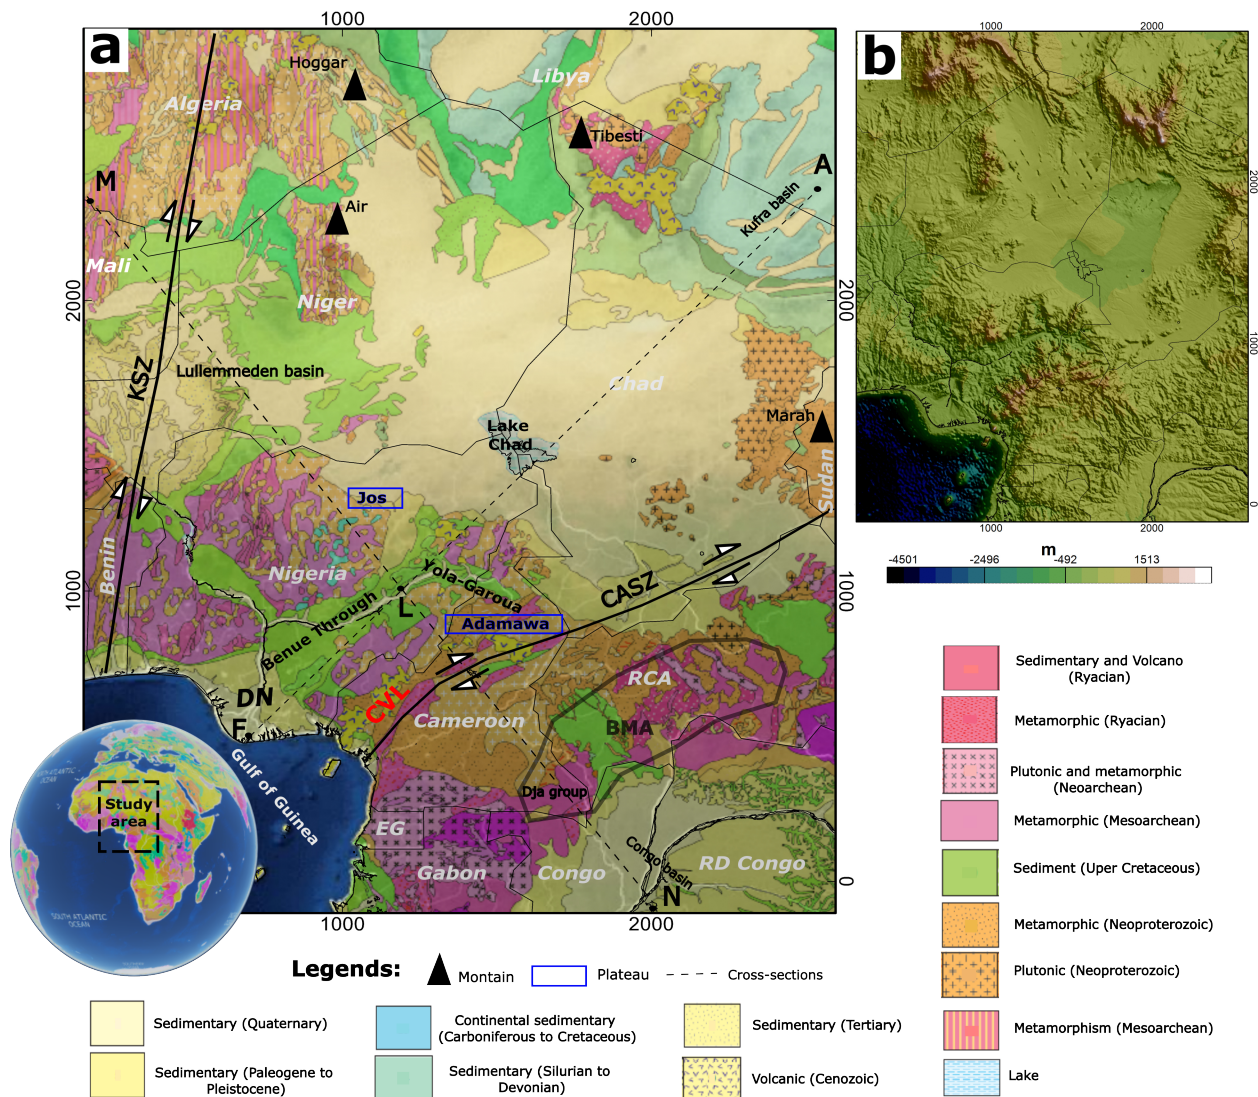 1000
2000
a
Hoggar
Algeria
Libya
Tibesti
A
M
Air
Kufra basin
Mali
Niger
2000
2000
KSZ
Lullemmeden basin
Chad
Marah
Lake
Chad
Sudan
Jos
Benin
Nigeria
Yola-Garoua
CASZ
1000
1000
L
Benue Through
Adamawa
RCA
DN
CVL
Cameroon
BMA
F
Gulf of Guinea
Dja group
EG
Gabon
Congo
Congo basin
RD Congo
0
N
1000
2000
Study
area
SOUTH ATLANTIC
OCEAN
b
1000
2000
2000
1000
0
1000
2000
m
-4501
-2496
-492
1513
Sedimentary and Volcano
(Ryacian)
Metamorphic (Ryacian)
Plutonic and metamorphic
(Neoarchean)
Metamorphic (Mesoarchean)
Sediment (Uper Cretaceous)
Metamorphic (Neoproterozoic)
Plutonic (Neoproterozoic)
Metamorphism (Mesoarchean)
Lake
Legends:
Montain
Plateau
Cross-sections
Sedimentary (Quaternary)
Continental sedimentary
(Carboniferous to Cretaceous)
Sedimentary (Tertiary)
Sedimentary (Paleogene to
Pleistocene)
Sedimentary (Silurian to
Devonian)
Volcanic (Cenozoic)